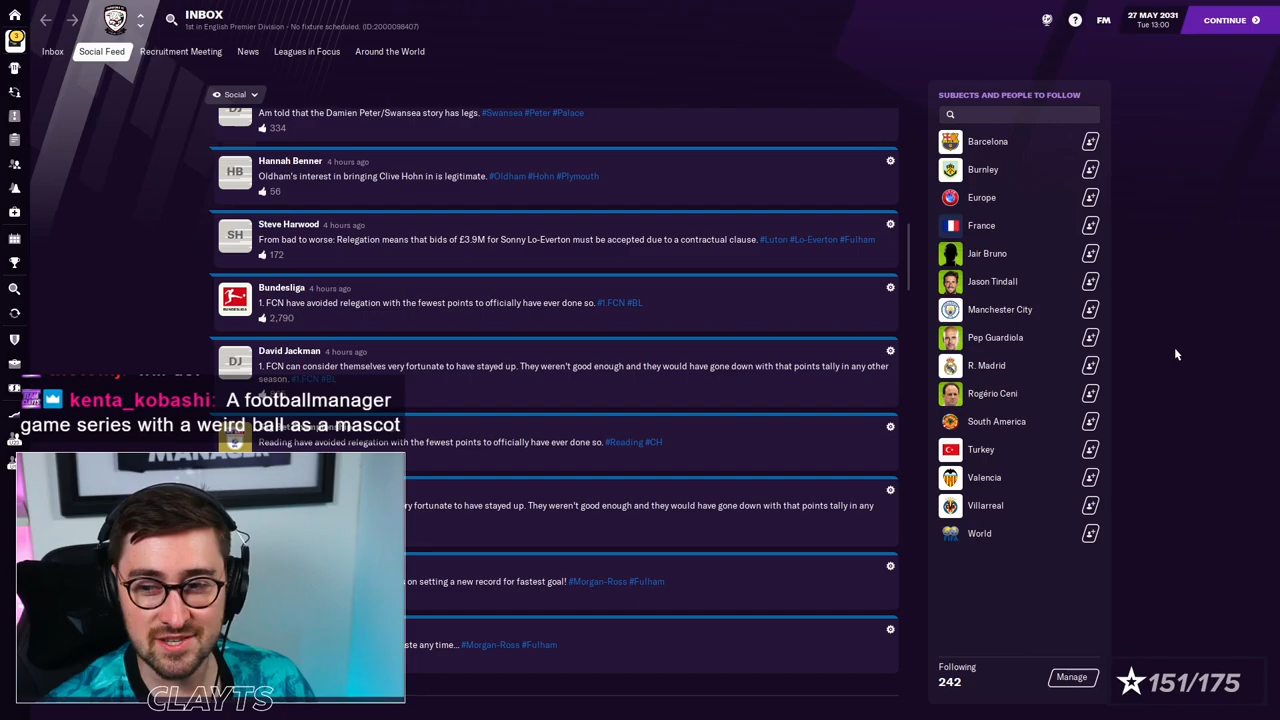 INBOX
1st in English Premier Division - No fixture scheduled. (ID:2000098407)
FM
27 MAY 2031
Tue 13:00
CONTINUE
3
Inbox
Social Feed
Recruitment Meeting
News
Leagues in Focus
Around the World
Social
SUBJECTS AND PEOPLE TO FOLLOW
DJ
Am told that the Damien Peter/Swansea story has legs. #Swansea #Peter #Palace
334
HB
Hannah Benner 4 hours ago
Oldham's interest in bringing Clive Hohn in is legitimate. #Oldham #Hohn #Plymouth
56
SH
Steve Harwood 4 hours ago
From bad to worse: Relegation means that bids of £3.9M for Sonny Lo-Everton must be accepted due to a contractual clause. #Luton #Lo-Everton #Fulham
172
Bundesliga 4 hours ago
1. FCN have avoided relegation with the fewest points to officially have ever done so. #1.FCN #BL
2,790
DJ
David Jackman 4 hours ago
1. FCN can consider themselves very fortunate to have stayed up. They weren't good enough and they would have gone down with that points tally in any other
season. #1.FCN #BL
kenta_kobashi: A footballmanager
game series with a weird ball as a mascot
Reading have avoided relegation with the fewest points to officially have ever done so. #Reading #CH
ry fortunate to have stayed up. They weren't good enough and they would have gone down with that points tally in any
s on setting a new record for fastest goal! #Morgan-Ross #Fulham
ste any time... #Morgan-Ross #Fulham
MANAGER
CLAYTS
Barcelona
Burnley
Europe
France
Jair Bruno
Jason Tindall
Manchester City
Pep Guardiola
R. Madrid
Rogério Ceni
South America
Turkey
Valencia
Villarreal
World
Following
242
Manage
151/175